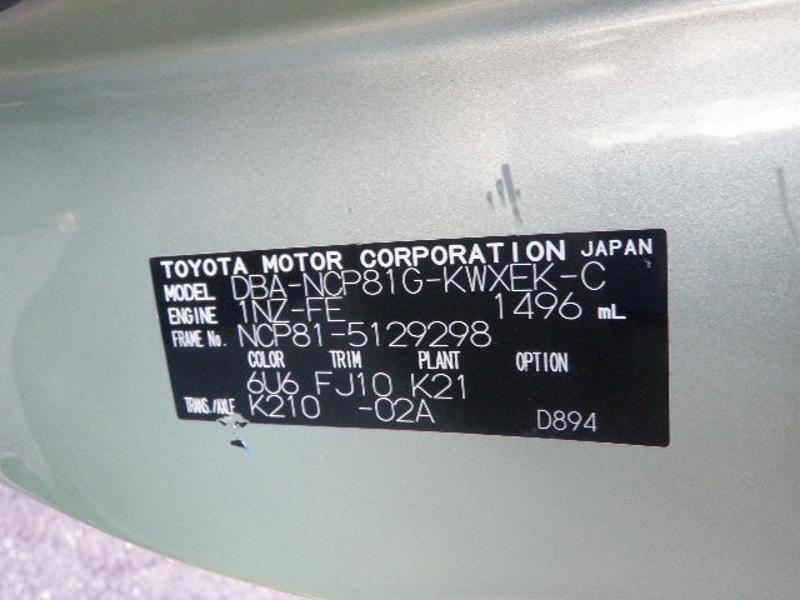 TOYOTA MOTOR CORPORATION JAPAN
MODEL DBA-NCP81G-KWXEK-C
ENGINE 1NZ-FE 1496 mL
FRAME No. NCP81-5129298
COLOR TRIM PLANT OPTION
6U6 FJ10 K21
TRANS./AXLE K210 -02A D894